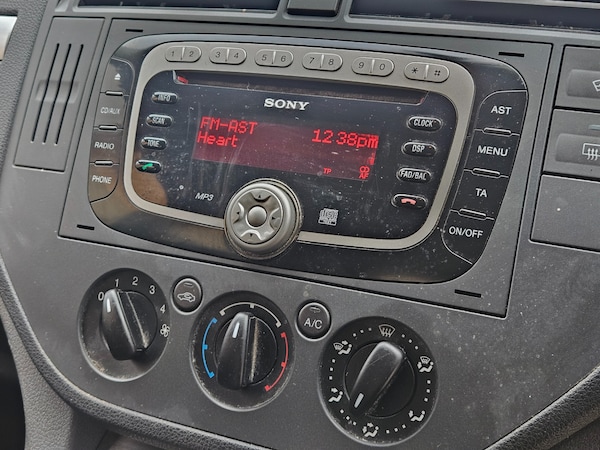 1 2 3 4 5 6 7 8 9 0 * #
SONY
INFO
SCAN
TONE
CD/AUX
RADIO
PHONE
FM-AST 12:38pm
Heart
TP CD
MP3
CLOCK
DSP
FAD/BAL
AST
MENU
TA
ON/OFF
0 1 2 3 4
A/C